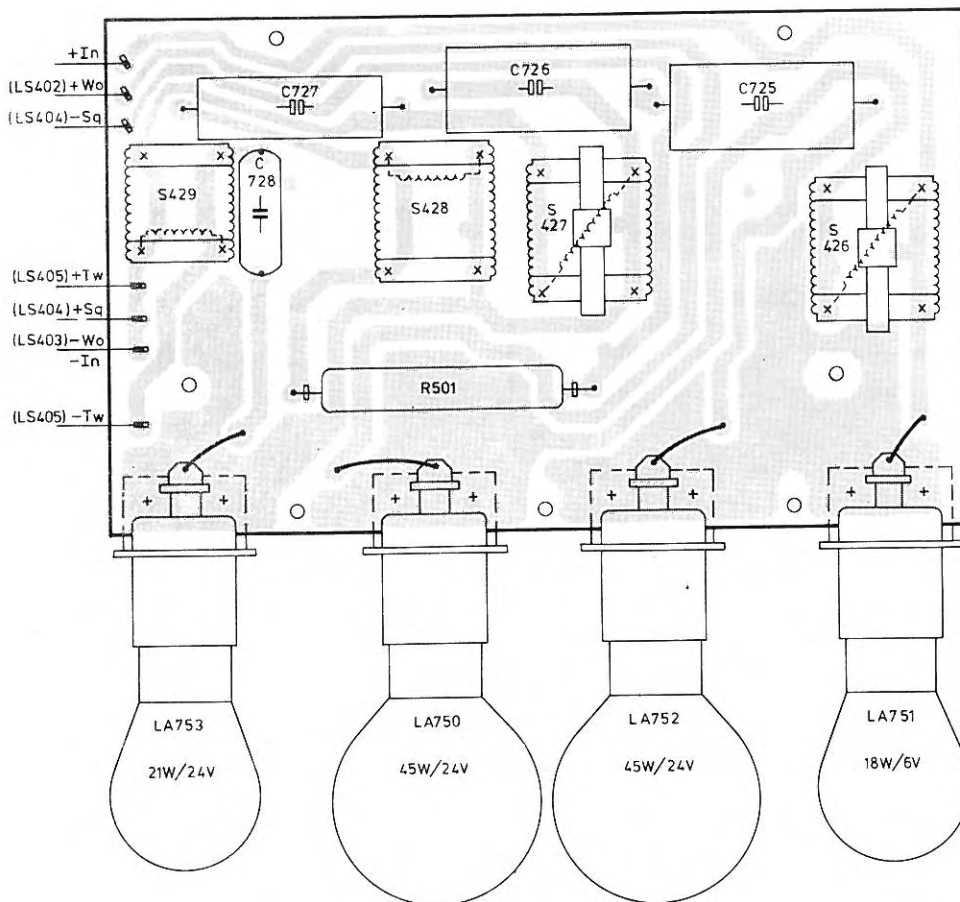 +In
(LS402)+Wo
(LS404)-Sq
C727
C726
C725
C
728
S429
S428
S
427
S
426
(LS405)+Tw
(LS404)+Sq
(LS403)-Wo
-In
(LS405)-Tw
R501
+ +
+ +
+ +
+ +
LA753
21W/24V
LA750
45W/24V
LA752
45W/24V
LA751
18W/6V